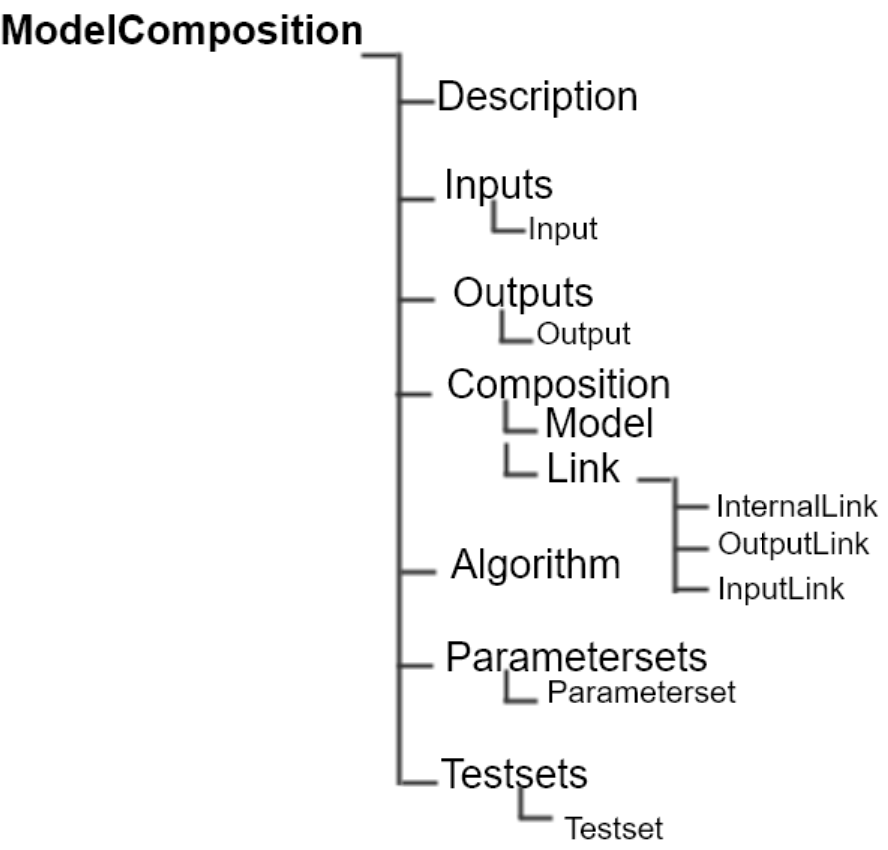 ModelComposition
Description
Inputs
Input
Outputs
Output
Composition
Model
Link
InternalLink
OutputLink
InputLink
Algorithm
Parametersets
Parameterset
Testsets
Testset